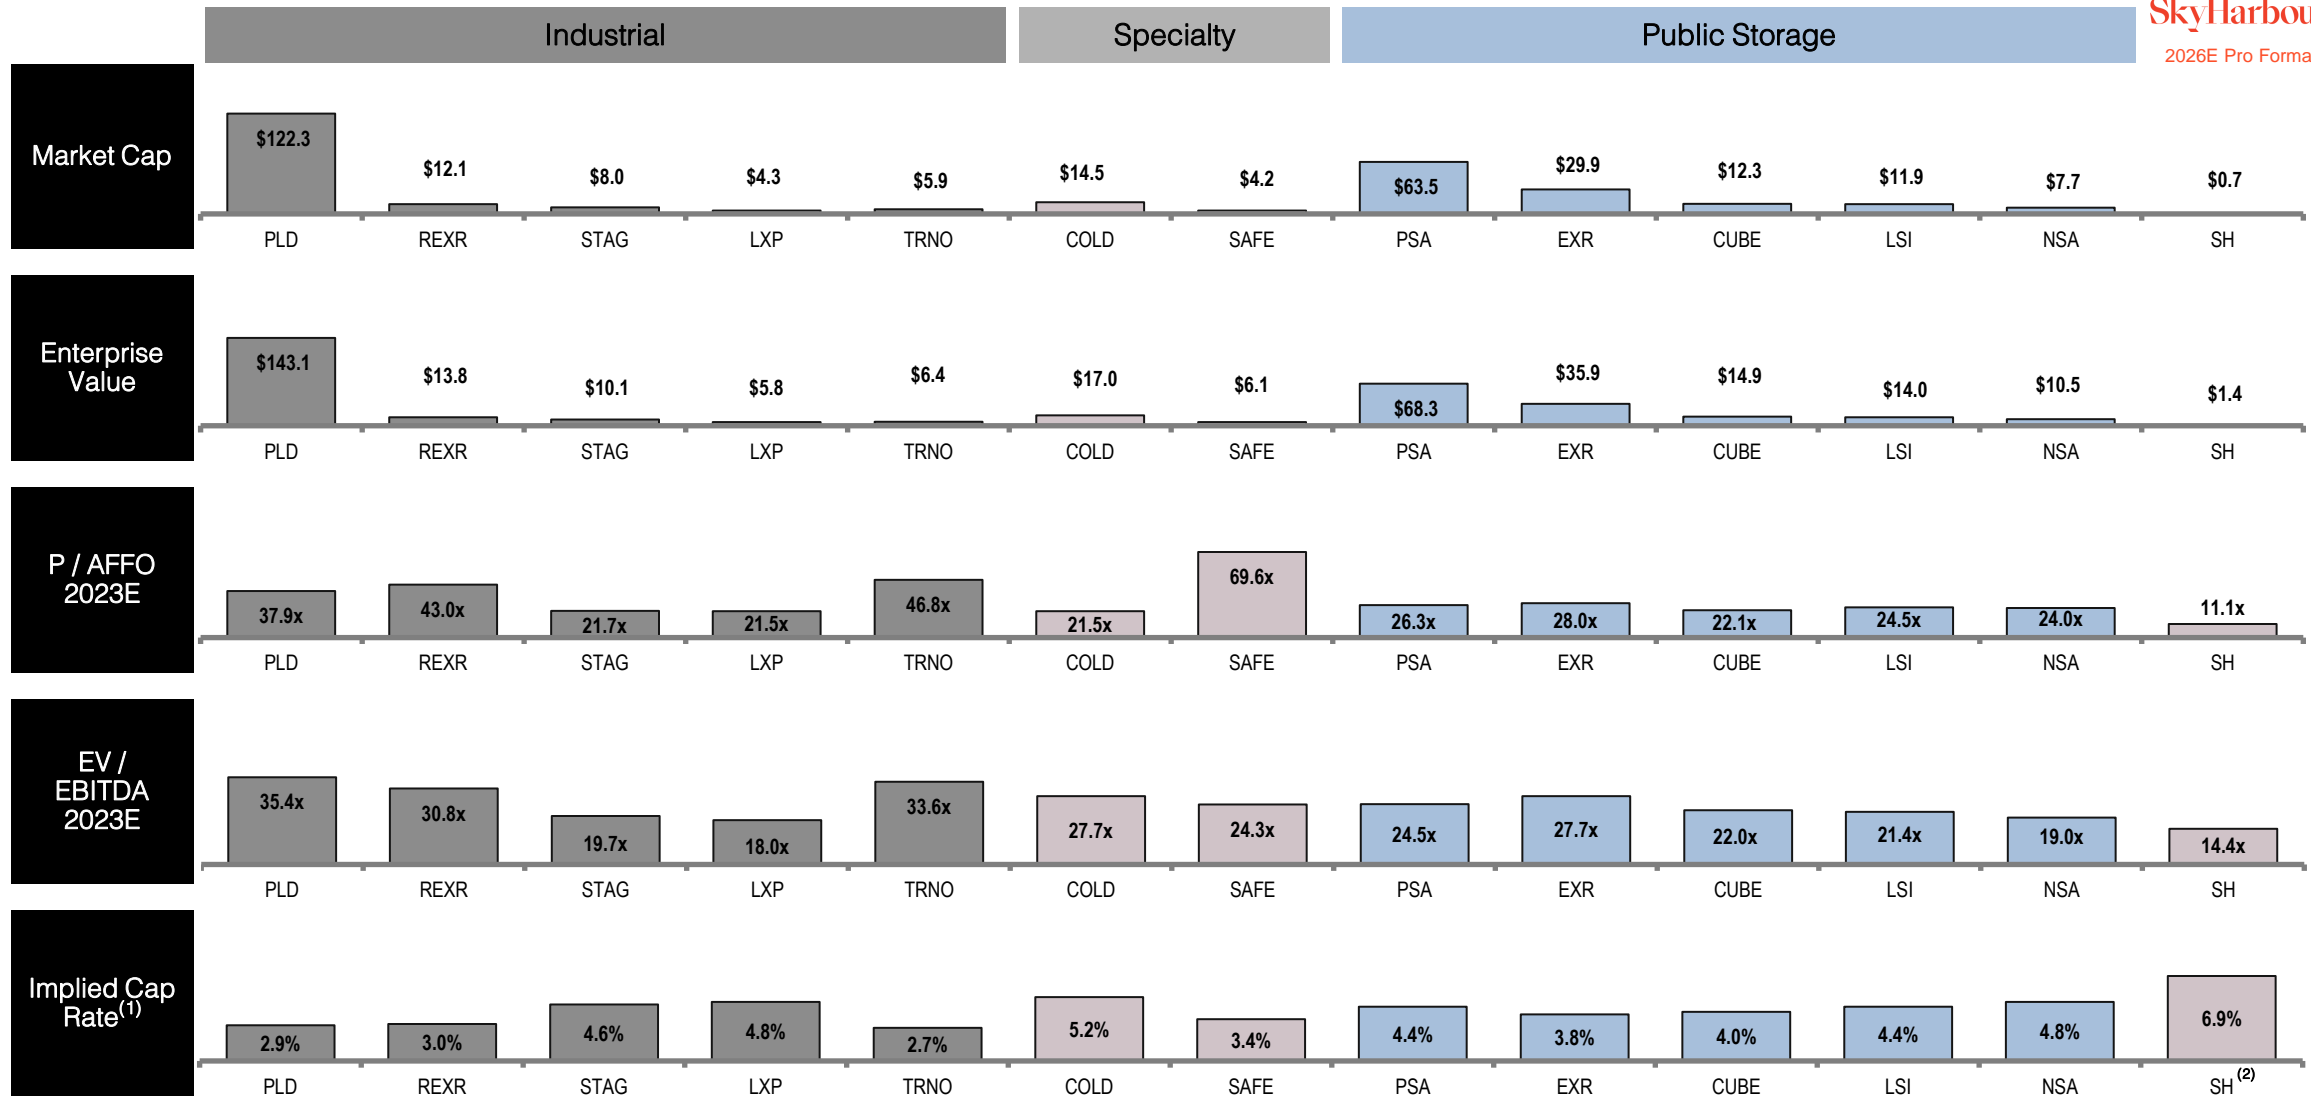 Industrial
Specialty
Public Storage
SkyHarbou
2026E Pro Forma
Market Cap
$122.3 $12.1 $8.0 $4.3 $5.9 $14.5 $4.2 $63.5 $29.9 $12.3 $11.9 $7.7 $0.7
PLD REXR STAG LXP TRNO COLD SAFE PSA EXR CUBE LSI NSA SH
Enterprise
Value
$143.1 $13.8 $10.1 $5.8 $6.4 $17.0 $6.1 $68.3 $35.9 $14.9 $14.0 $10.5 $1.4
PLD REXR STAG LXP TRNO COLD SAFE PSA EXR CUBE LSI NSA SH
P / AFFO
2023E
37.9x 43.0x 21.7x 21.5x 46.8x 21.5x 69.6x 26.3x 28.0x 22.1x 24.5x 24.0x 11.1x
PLD REXR STAG LXP TRNO COLD SAFE PSA EXR CUBE LSI NSA SH
EV /
EBITDA
2023E
35.4x 30.8x 19.7x 18.0x 33.6x 27.7x 24.3x 24.5x 27.7x 22.0x 21.4x 19.0x 14.4x
PLD REXR STAG LXP TRNO COLD SAFE PSA EXR CUBE LSI NSA SH
Implied Cap
Rate(1)
2.9% 3.0% 4.6% 4.8% 2.7% 5.2% 3.4% 4.4% 3.8% 4.0% 4.4% 4.8% 6.9%
PLD REXR STAG LXP TRNO COLD SAFE PSA EXR CUBE LSI NSA SH (2)